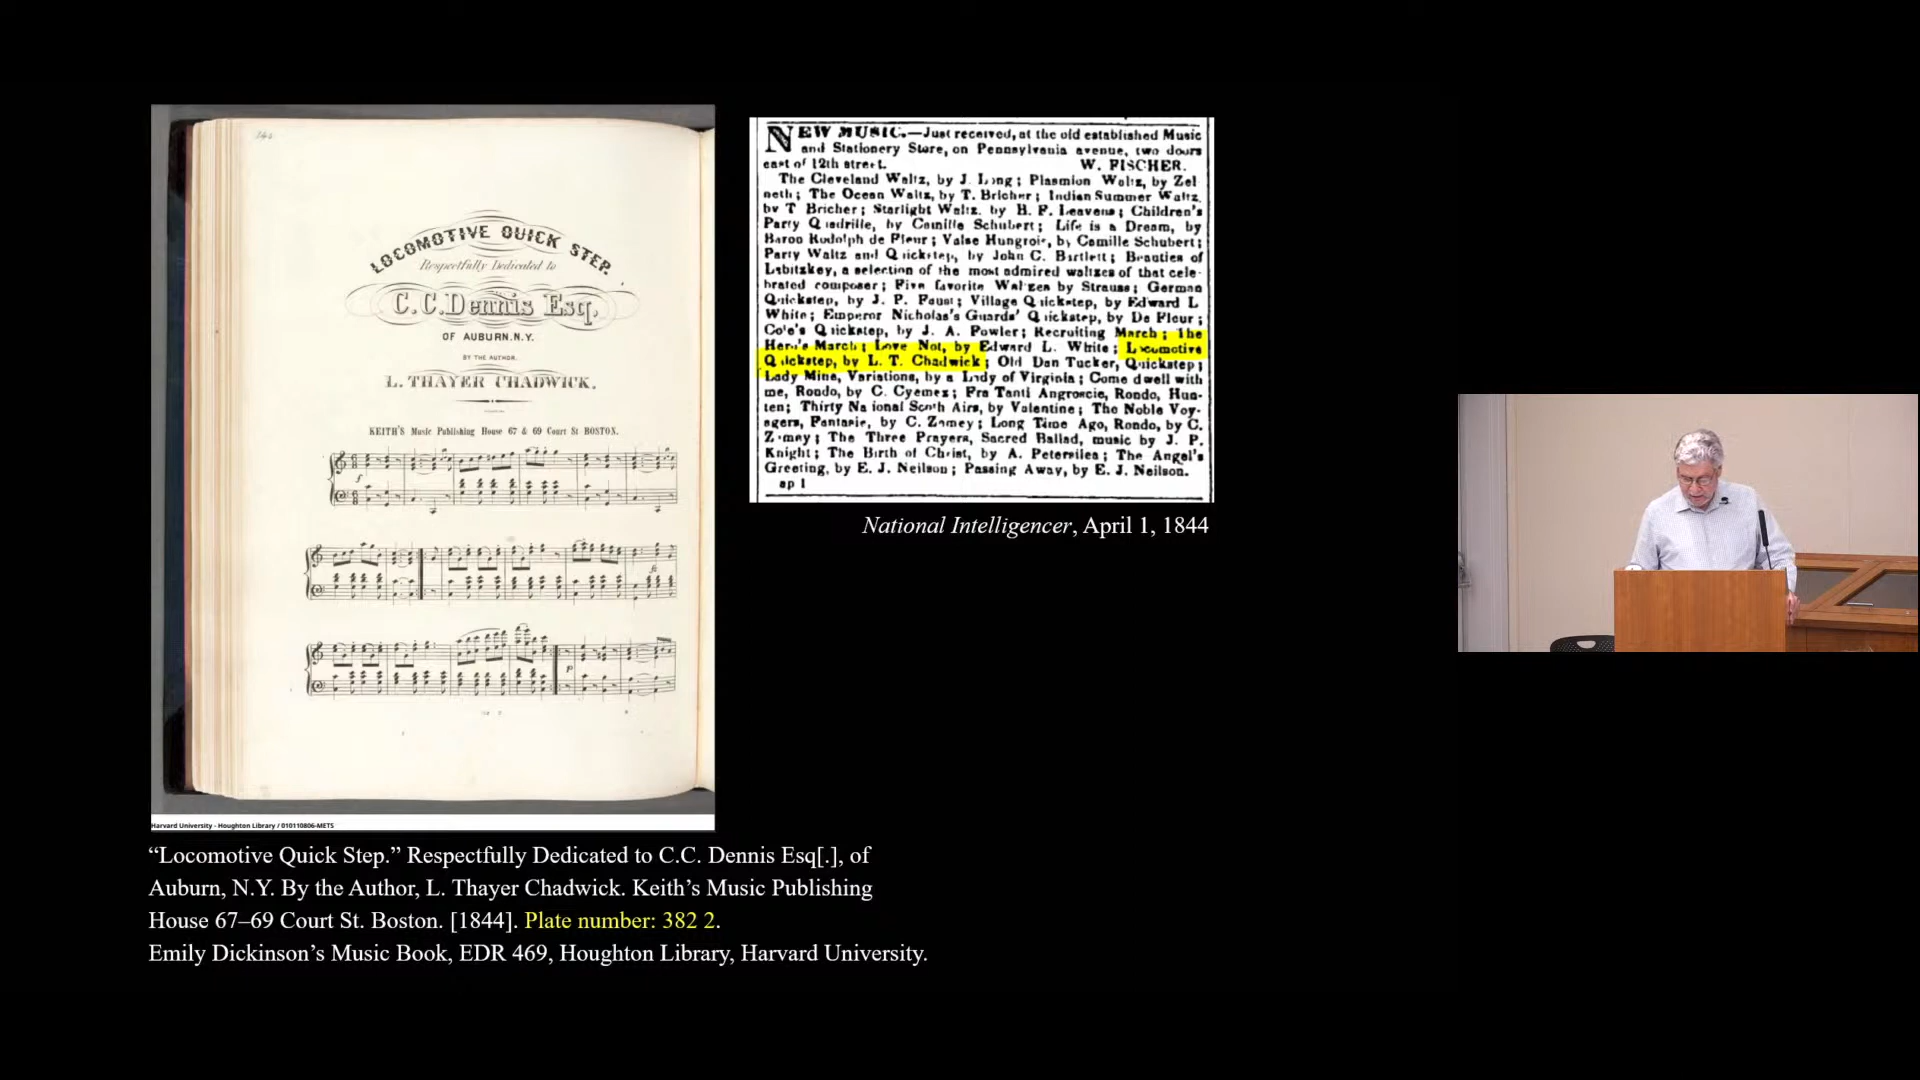 LOCOMOTIVE QUICK STEP.
Respectfully Dedicated to
C.C. Dennis Esq.
OF AUBURN. N.Y.
BY THE AUTHOR.
L. THAYER CHADWICK.
KEITH'S Music Publishing House 67 & 69 Court St BOSTON.
Harvard University - Houghton Library / 010110806-METS
NEW MUSIC.—Just received, at the old established Music
and Stationery Store, on Pennsylvania avenue, two doors
east of 12th street. W. FISCHER.
The Cleveland Waltz, by J. Long; Plasmion Waltz, by Zel
neth; The Ocean Waltz, by T. Bricher; Indian Summer Waltz,
by T Bricher; Starlight Waltz, by H. P. Leavens; Children's
Party Quadrille, by Camille Schubert; Life is a Dream, by
Baron Rudolph de Fleur; Valse Hungroise, by Camille Schubert;
Party Waltz and Quickstep, by John C. Bartlett; Beauties of
Labitzkey, a selection of the most admired waltzes of that cele-
brated composer; Five favorite Waltzes by Strauss; German
Quickstep, by J. P. Faust; Village Quickstep, by Edward L
White; Emperor Nicholas's Guards' Quickstep, by De Fleur;
Cole's Quickstep, by J. A. Fowler; Recruiting March; The
Hero's March; Love Not, by Edward L. White; Locomotive
Quickstep, by L. T. Chadwick; Old Dan Tucker, Quickstep;
Lady Mine, Variations, by a Lady of Virginia; Come dwell with
me, Rondo, by C. Fra Tanti Rondo, Hun-
ten; Thirty National Scotch Airs, by Valentine; The Noble Voy-
agers, Fantasie, by C. Long Time Ago, Rondo, by C.
The Three Prayers, Sacred Ballad, music by J. P.
Knight; The Birth of Christ, by A. Petersilea; The Angel's
Greeting, by E. J. Neilson; Passing Away, by E. J. Neilson.
ap 1
National Intelligencer, April 1, 1844
“Locomotive Quick Step.” Respectfully Dedicated to C.C. Dennis Esq[.], of
Auburn, N.Y. By the Author, L. Thayer Chadwick. Keith’s Music Publishing
House 67–69 Court St. Boston. [1844]. Plate number: 382 2.
Emily Dickinson’s Music Book, EDR 469, Houghton Library, Harvard University.